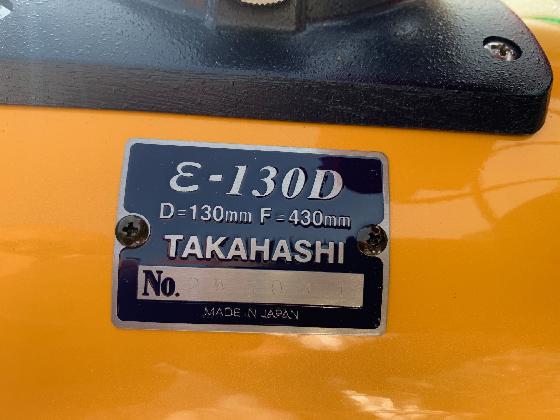 ε-130D
D=130mm F=430mm
TAKAHASHI
No.
MADE IN JAPAN